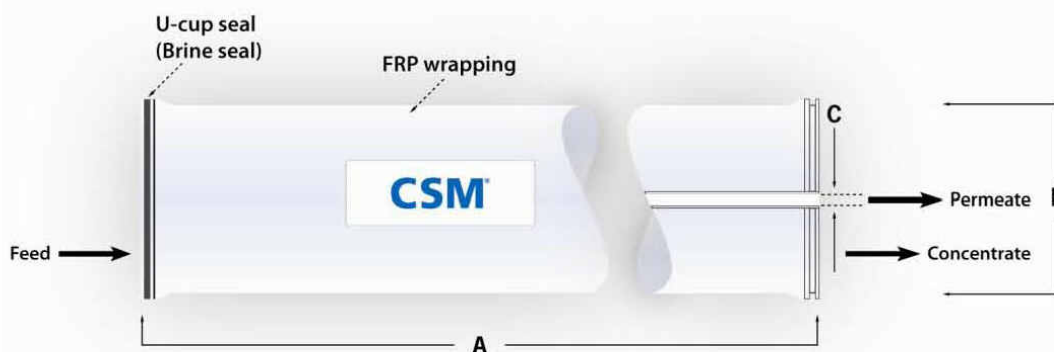 U-cup seal
(Brine seal)
FRP wrapping
C
CSM®
Permeate
Feed
Concentrate
A